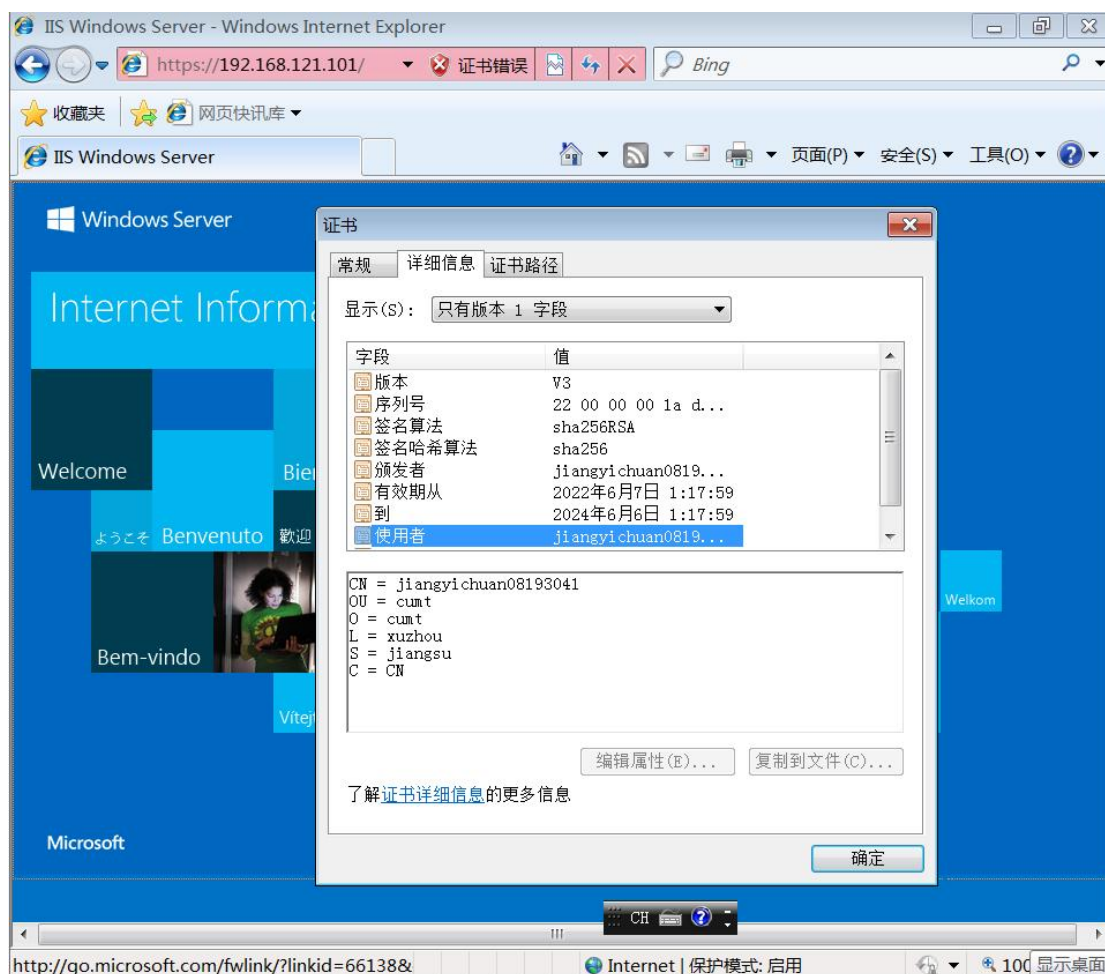 IIS Windows Server - Windows Internet Explorer
https://192.168.121.101/ 证书错误 Bing
收藏夹 网页快讯库
IIS Windows Server 页面(P) 安全(S) 工具(O)
Windows Server
Internet Informa
Welcome
Bie
ようこそ Benvenuto 歡迎
Bem-vindo
Vítej
Welkom
Microsoft
证书
常规 详细信息 证书路径
显示(S): 只有版本 1 字段
字段 值
版本 V3
序列号 22 00 00 00 1a d...
签名算法 sha256RSA
签名哈希算法 sha256
颁发者 jiangyichuan0819...
有效期从 2022年6月7日 1:17:59
到 2024年6月6日 1:17:59
使用者 jiangyichuan0819...
CN = jiangyichuan08193041
OU = cumt
O = cumt
L = xuzhou
S = jiangsu
C = CN
编辑属性(E)... 复制到文件(C)...
了解证书详细信息的更多信息
确定
CH
http://go.microsoft.com/fwlink/?linkid=66138& Internet | 保护模式: 启用 100 显示桌面